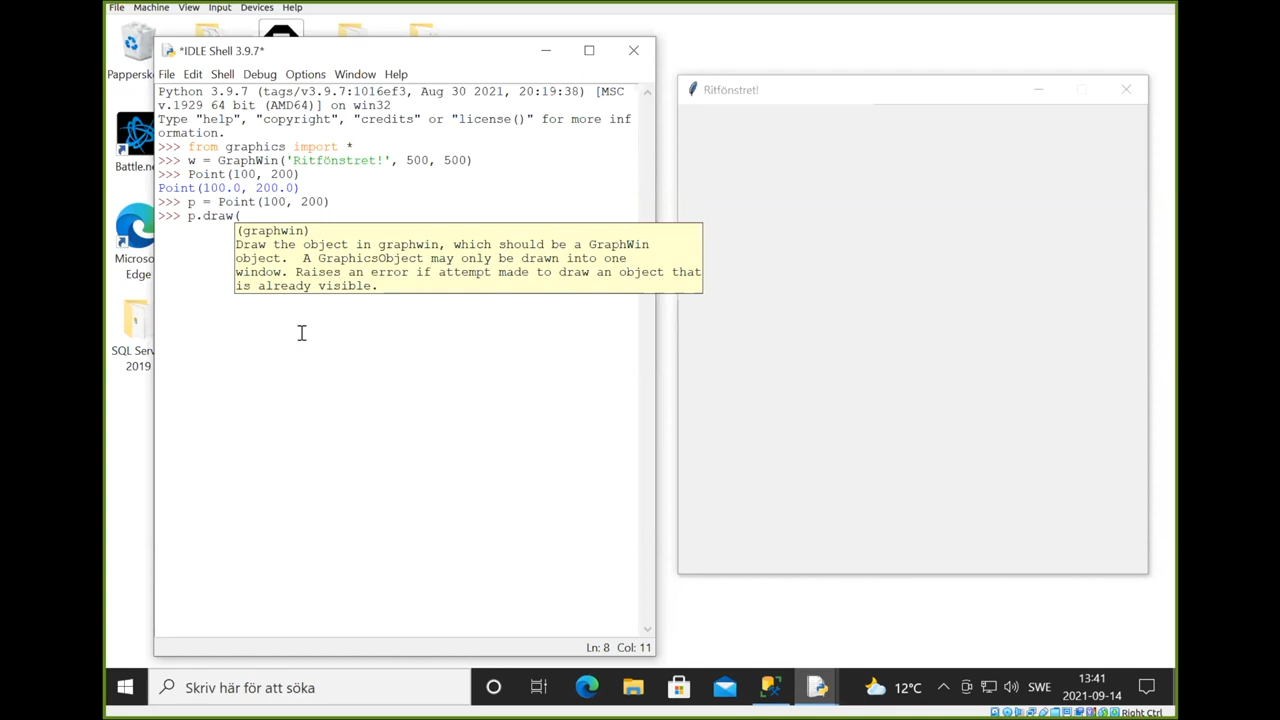 File Machine View Input Devices Help
Pappersk
Battle.ne
Microso
Edge
SQL Serv
2019
*IDLE Shell 3.9.7*
File Edit Shell Debug Options Window Help
Python 3.9.7 (tags/v3.9.7:1016ef3, Aug 30 2021, 20:19:38) [MSC
v.1929 64 bit (AMD64)] on win32
Type "help", "copyright", "credits" or "license()" for more inf
ormation.
>>> from graphics import *
>>> w = GraphWin('Ritfönstret!', 500, 500)
>>> Point(100, 200)
Point(100.0, 200.0)
>>> p = Point(100, 200)
>>> p.draw(
(graphwin)
Draw the object in graphwin, which should be a GraphWin
object.  A GraphicsObject may only be drawn into one
window. Raises an error if attempt made to draw an object that
is already visible.
Ln: 8 Col: 11
Ritfönstret!
Skriv här för att söka
12°C
SWE
13:41
2021-09-14
Right Ctrl